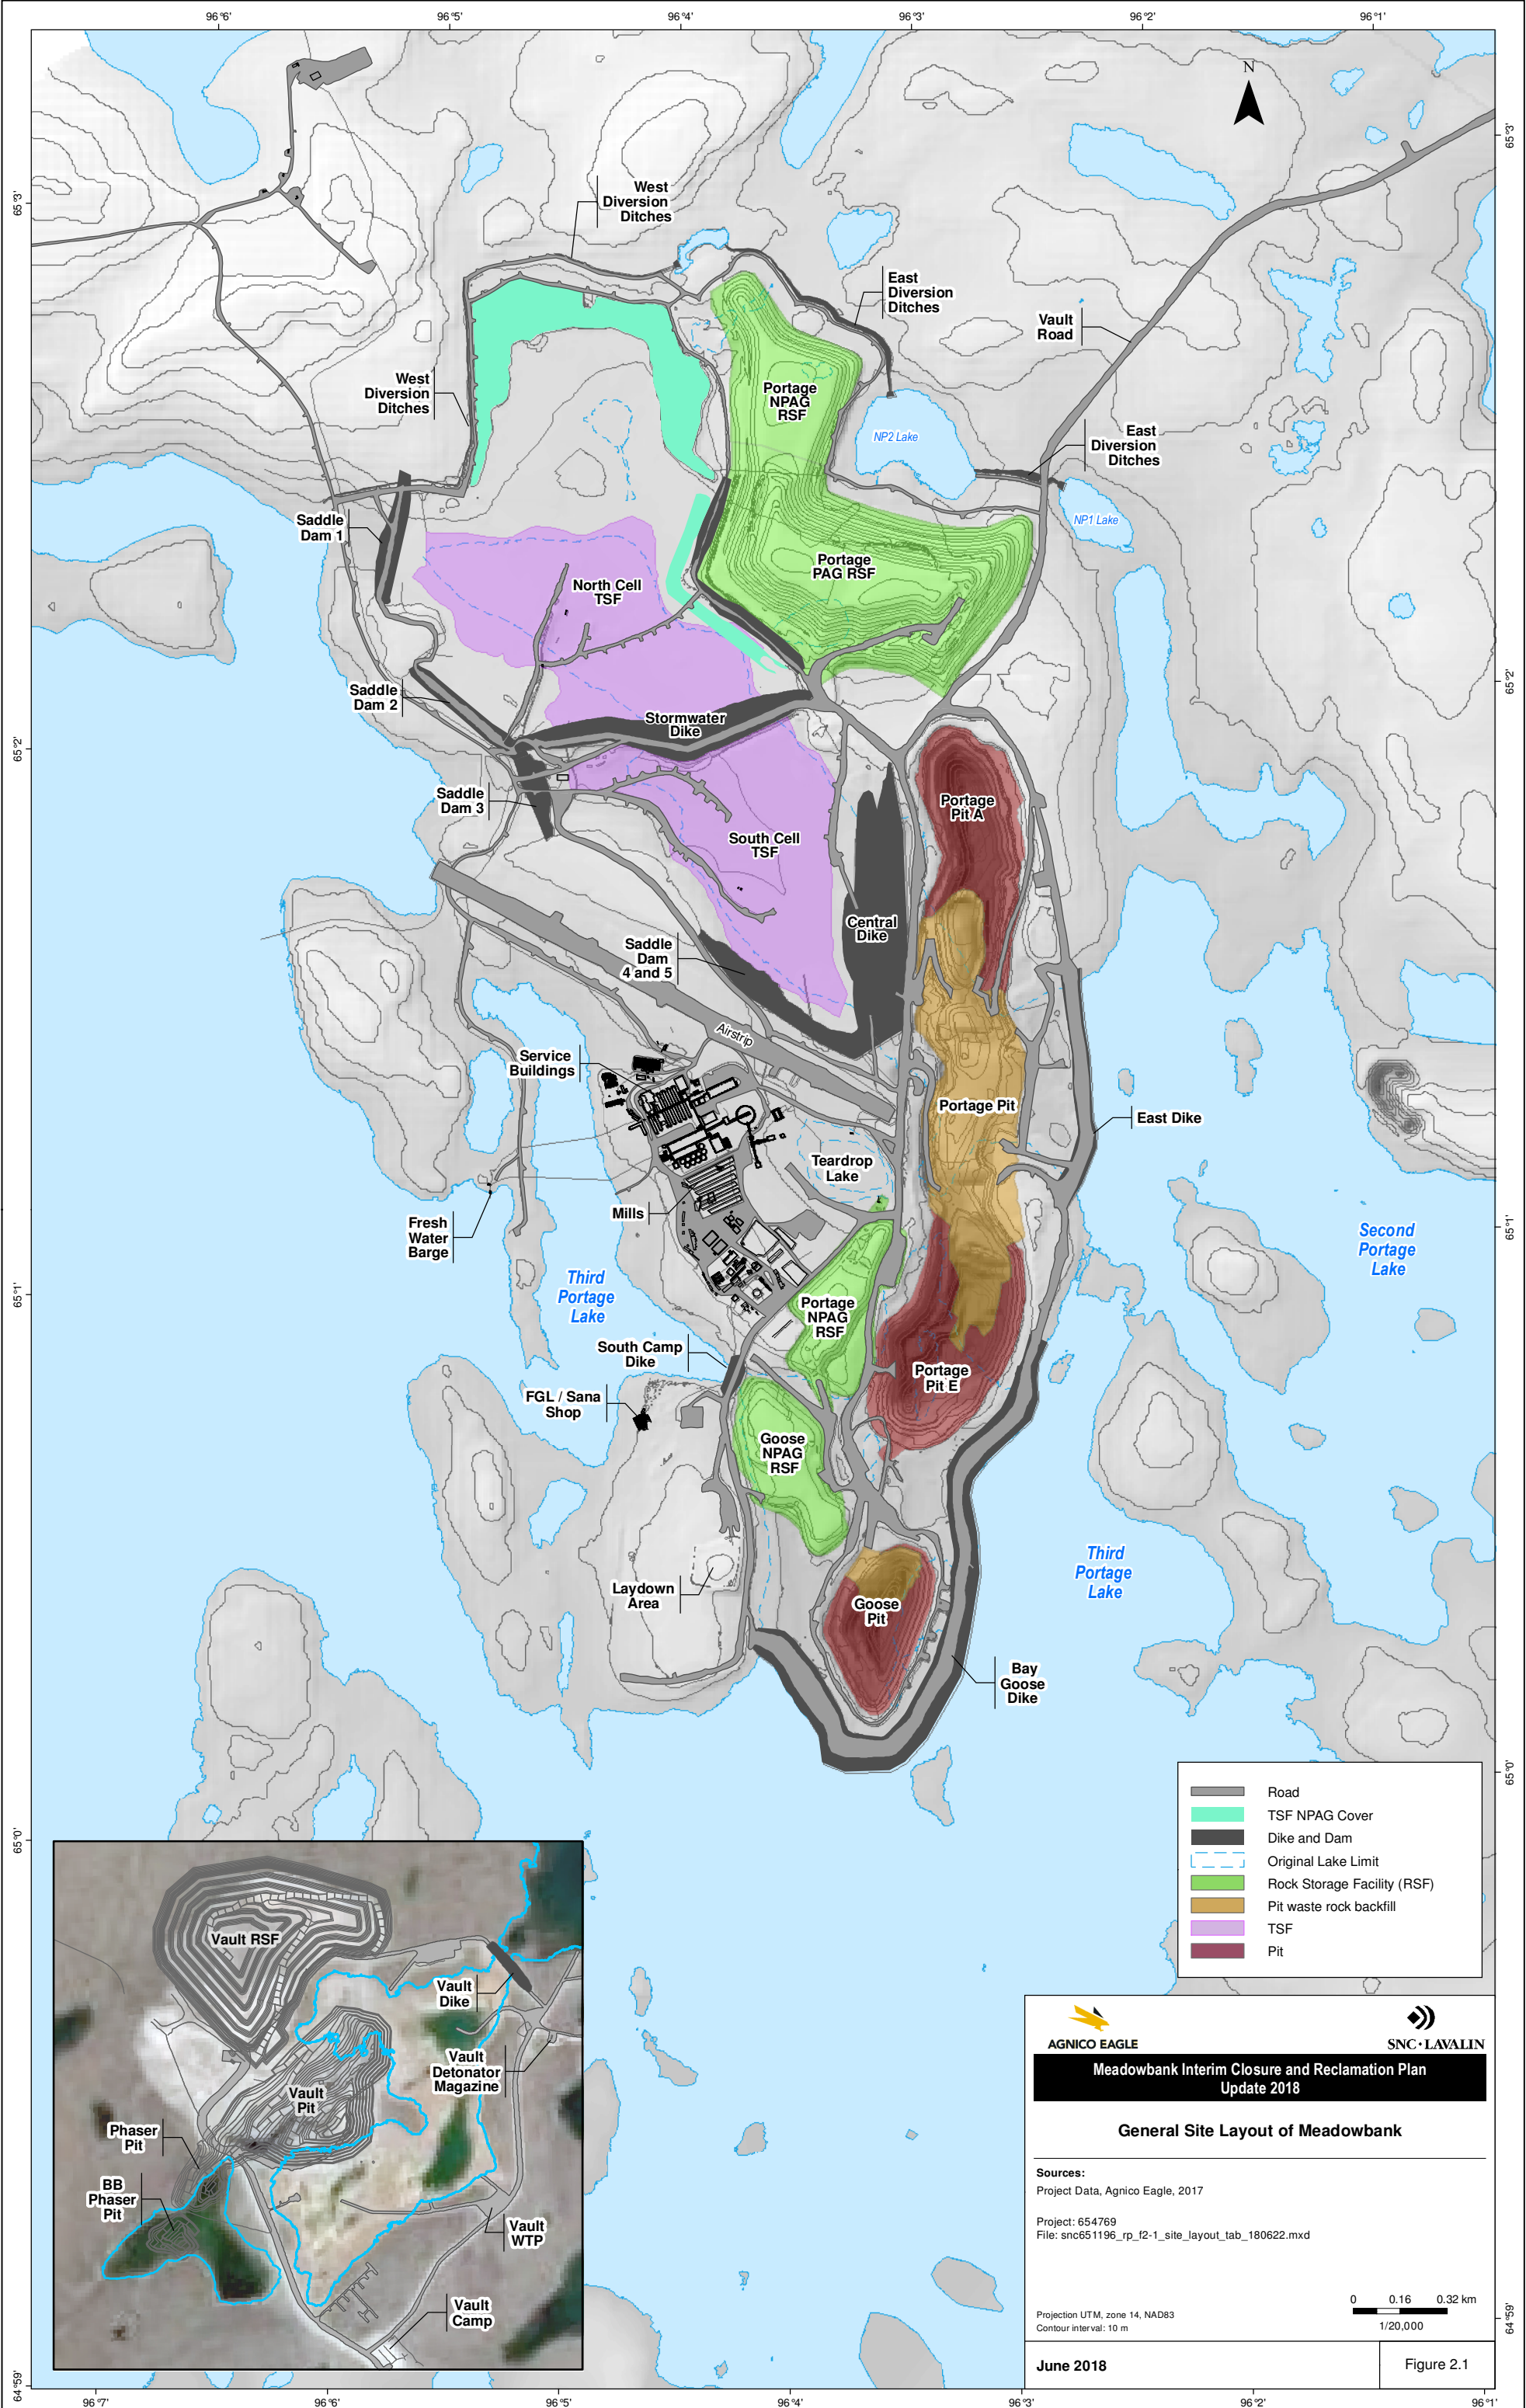 96°6'
96°5'
96°4'
96°3'
96°2'
96°1'
N
65°3'
65°3'
West
Diversion
Ditches
East
Diversion
Ditches
Vault
Road
West
Diversion
Ditches
Portage
NPAG
RSF
NP2 Lake
East
Diversion
Ditches
NP1 Lake
Saddle
Dam 1
Portage
PAG RSF
North Cell
TSF
65°2'
Saddle
Dam 2
Stormwater
Dike
65°2'
Saddle
Dam 3
Portage
Pit A
South Cell
TSF
Central
Dike
Saddle
Dam
4 and 5
Airstrip
Service
Buildings
Portage Pit
East Dike
Teardrop
Lake
Mills
Fresh
Water
Barge
Second
Portage
Lake
65°1'
65°1'
Third
Portage
Lake
Portage
NPAG
RSF
South Camp
Dike
Portage
Pit E
FGL / Sana
Shop
Goose
NPAG
RSF
Third
Portage
Lake
Laydown
Area
Goose
Pit
Bay
Goose
Dike
65°0'
65°0'
Road
TSF NPAG Cover
Dike and Dam
Original Lake Limit
Rock Storage Facility (RSF)
Pit waste rock backfill
TSF
Pit
Vault RSF
Vault
Dike
Vault
Detonator
Magazine
Vault
Pit
Phaser
Pit
BB
Phaser
Pit
Vault
WTP
Vault
Camp
AGNICO EAGLE
SNC•LAVALIN
Meadowbank Interim Closure and Reclamation Plan
Update 2018
General Site Layout of Meadowbank
Sources:
Project Data, Agnico Eagle, 2017
Project: 654769
File: snc651196_rp_f2-1_site_layout_tab_180622.mxd
0 0.16 0.32 km
1/20,000
Projection UTM, zone 14, NAD83
Contour interval: 10 m
June 2018
Figure 2.1
64°59'
64°59'
96°7'
96°6'
96°5'
96°4'
96°3'
96°2'
96°1'